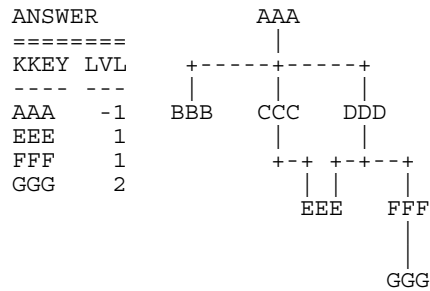 ANSWER AAA
========
KKEY LVL +-----+-----+
---- ---
AAA -1 BBB CCC DDD
EEE 1
FFF 1 +-+ +-+--+
GGG 2
EEE FFF
GGG